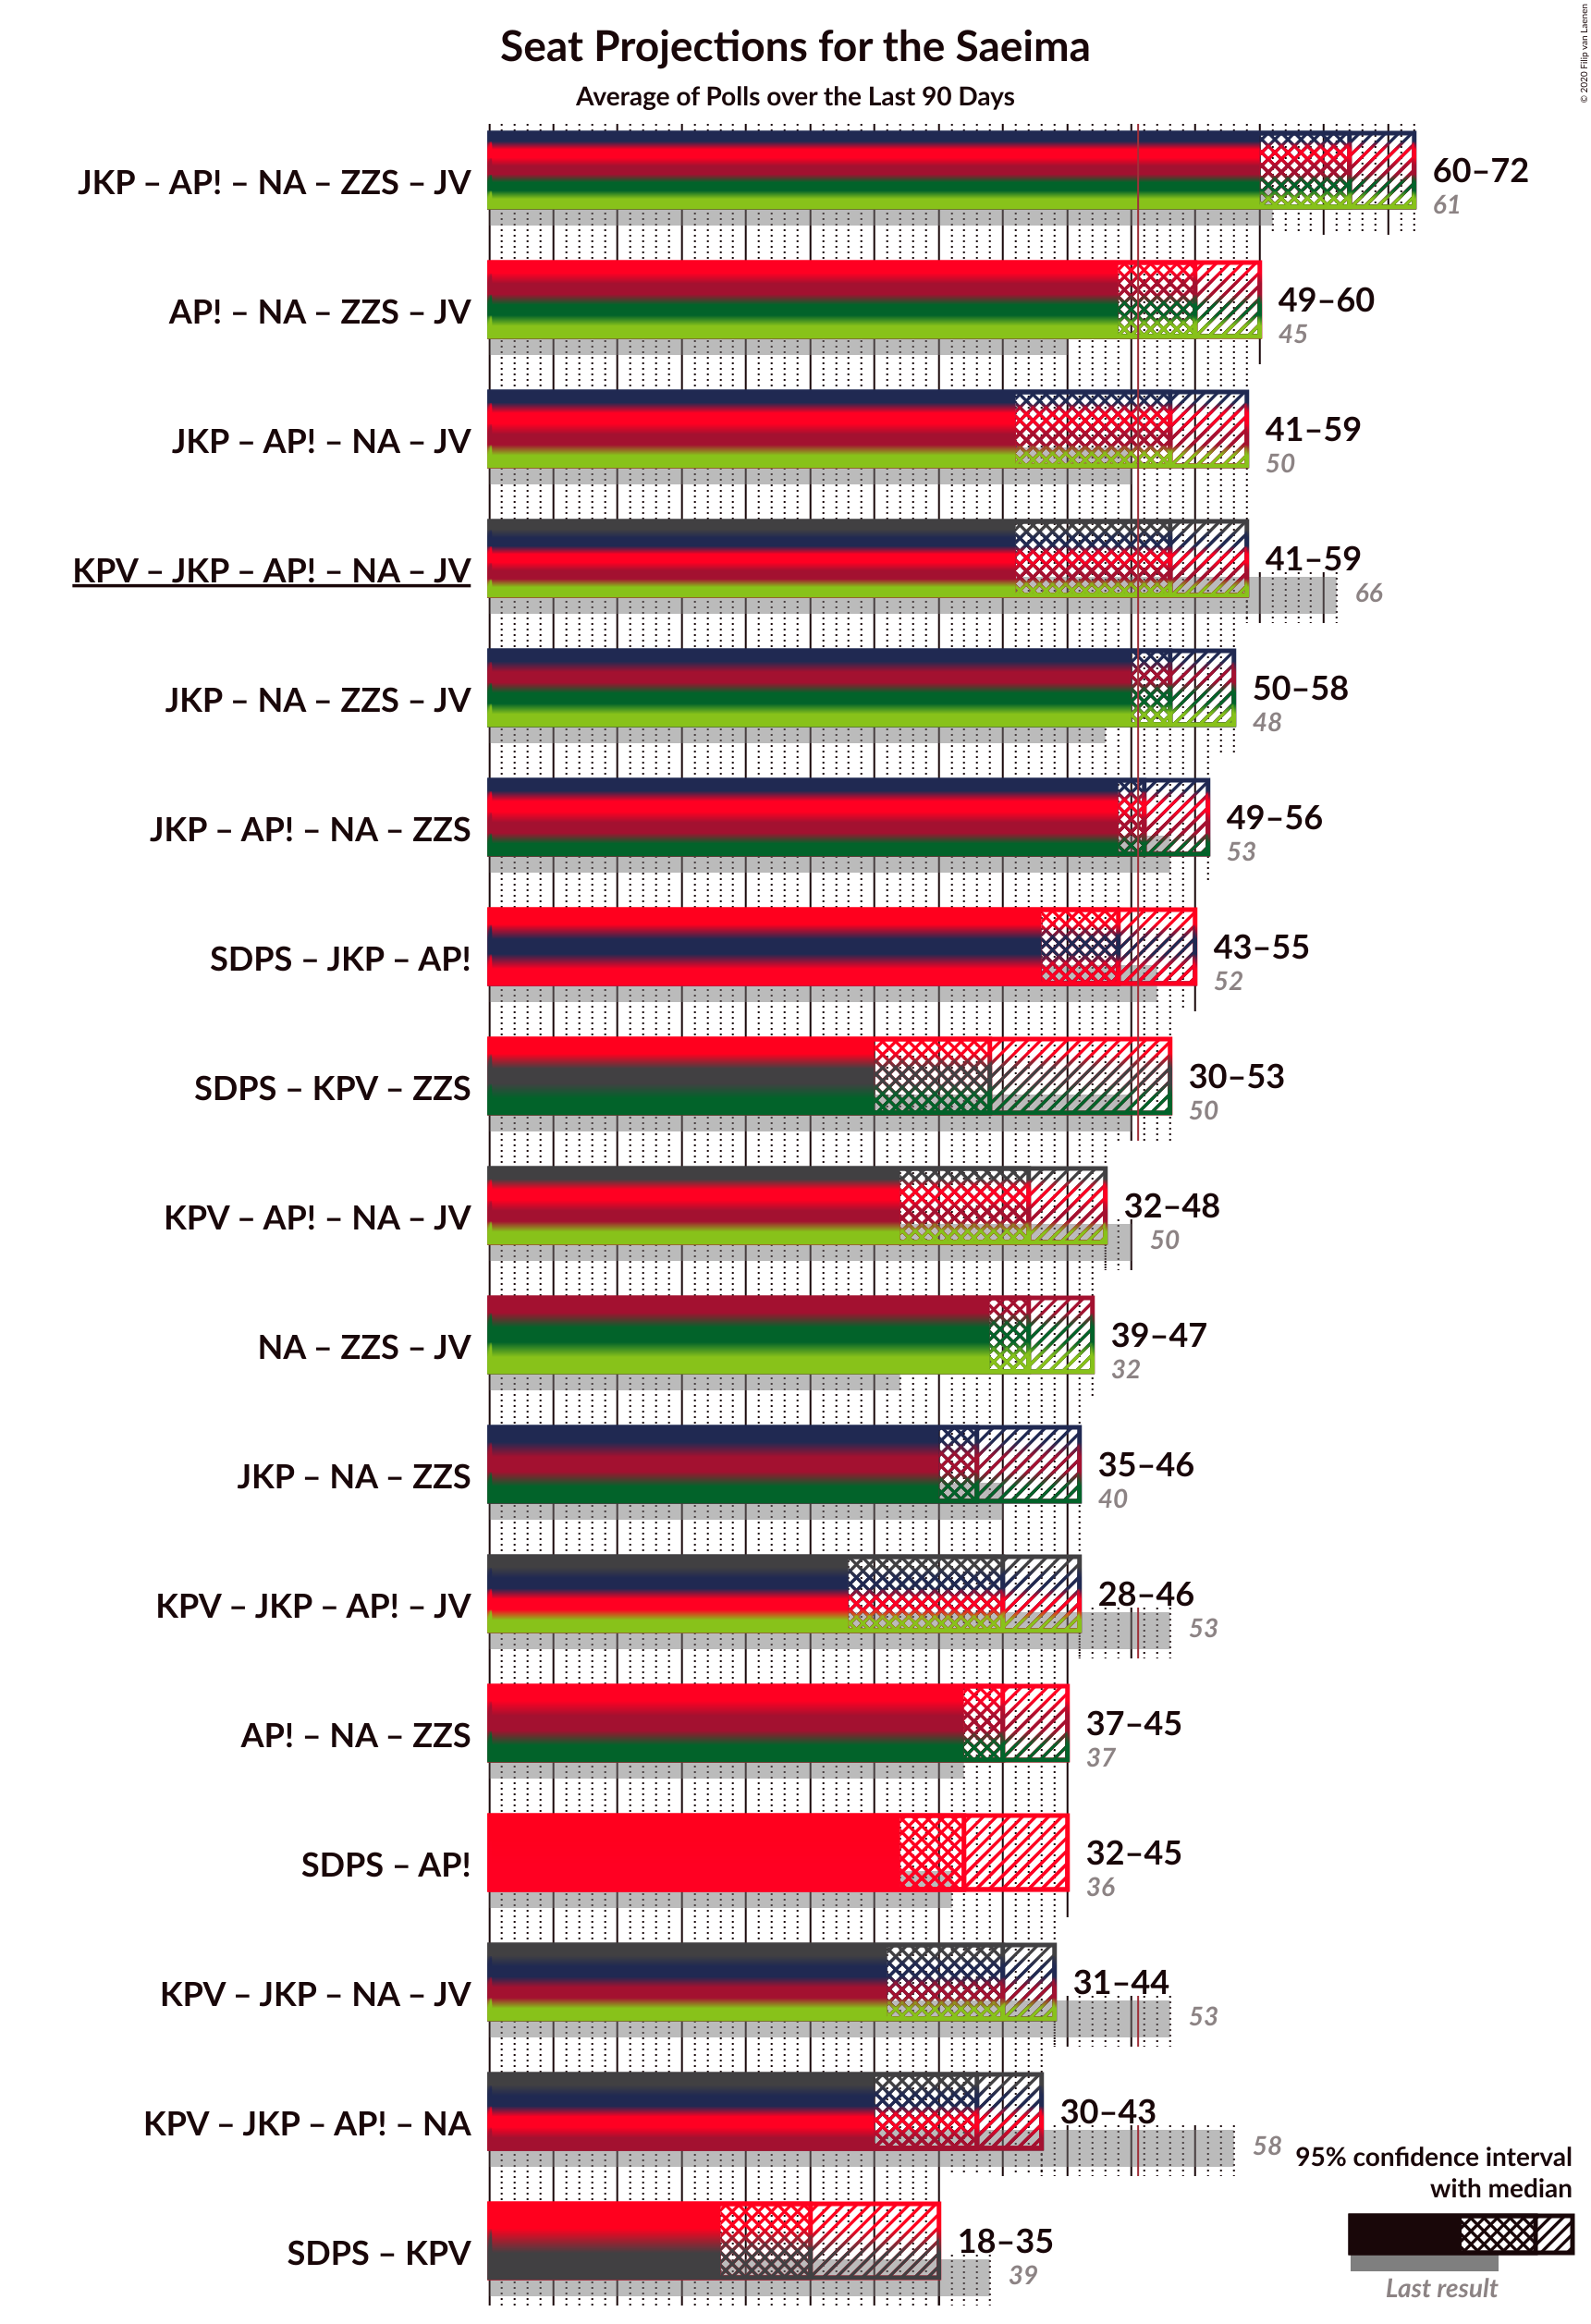 © 2020 Filip van Laenen
Seat Projections for the Saeima
Average of Polls over the Last 90 Days
JKP – AP! – NA – ZZS – JV
60–72
61
AP! – NA – ZZS – JV
49–60
45
JKP – AP! – NA – JV
41–59
50
KPV – JKP – AP! – NA – JV
41–59
66
JKP – NA – ZZS – JV
50–58
48
JKP – AP! – NA – ZZS
49–56
53
SDPS – JKP – AP!
43–55
52
SDPS – KPV – ZZS
30–53
50
KPV – AP! – NA – JV
32–48
50
NA – ZZS – JV
39–47
32
JKP – NA – ZZS
35–46
40
KPV – JKP – AP! – JV
28–46
53
AP! – NA – ZZS
37–45
37
SDPS – AP!
32–45
36
KPV – JKP – NA – JV
31–44
53
KPV – JKP – AP! – NA
30–43
58
SDPS – KPV
18–35
39
95% confidence interval
with median
Last result